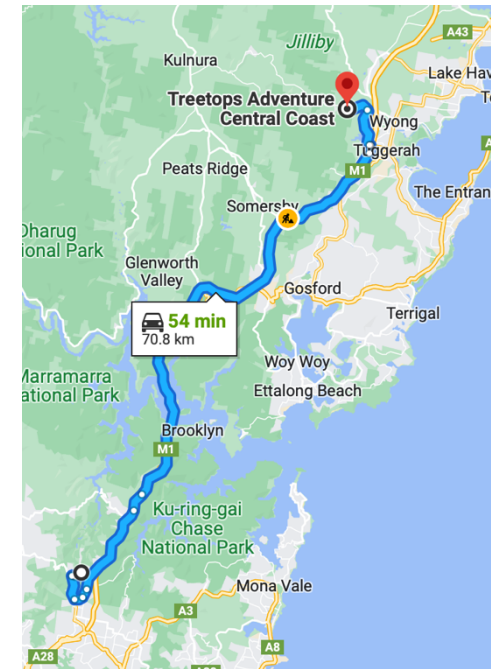 A43
Jilliby
Kulnura
Lake Hav
Treetops Adventure
Central Coast
Wyong
Tuggerah
M1
Peats Ridge
The Entran
Somersby
Dharug
ional Park
Glenworth
Valley
Gosford
54 min
70.8 km
Terrigal
Woy Woy
Marramarra
ational Park
Ettalong Beach
Brooklyn
M1
Ku-ring-gai
Chase
National Park
Mona Vale
A3
A28
A8